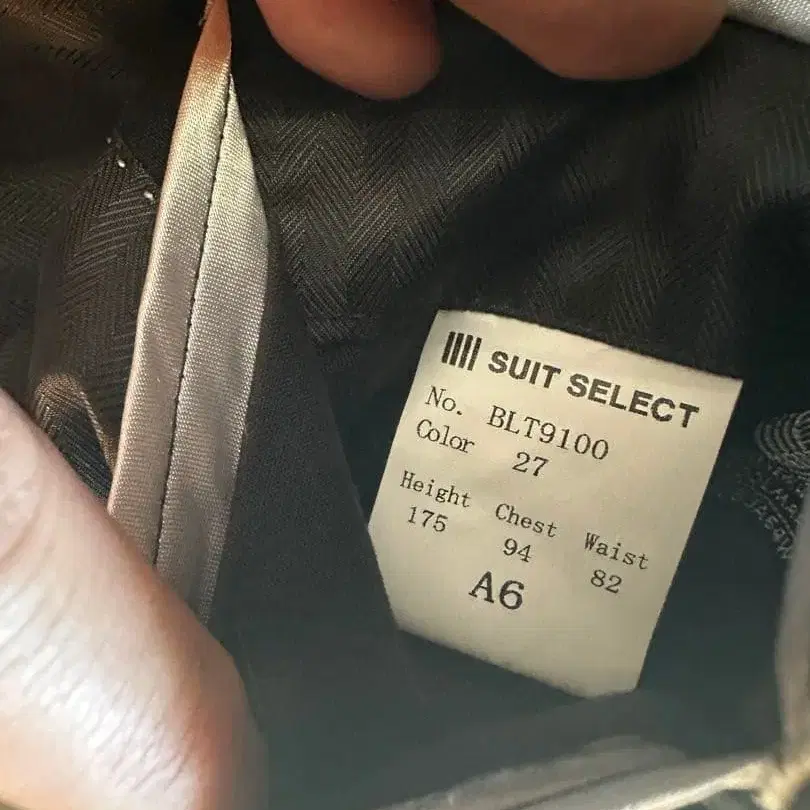 SUIT SELECT
No. BLT9100
Color 27
Height Chest Waist
175 94 82
A6